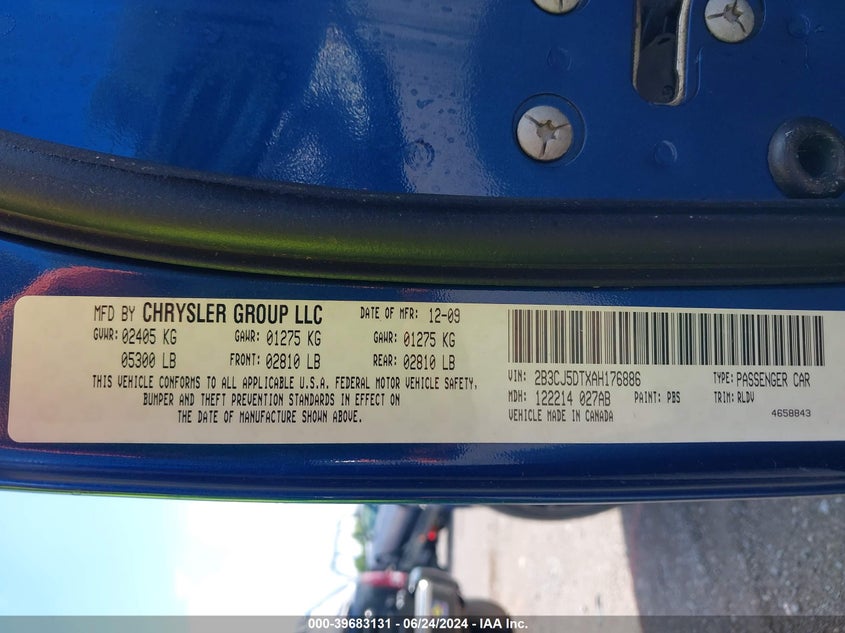 MFD BY CHRYSLER GROUP LLC DATE OF MFR: 12-09
GVWR: 02405 KG GAWR: 01275 KG GAWR: 01275 KG
05300 LB FRONT: 02810 LB REAR: 02810 LB
THIS VEHICLE CONFORMS TO ALL APPLICABLE U.S.A. FEDERAL MOTOR VEHICLE SAFETY,
BUMPER AND THEFT PREVENTION STANDARDS IN EFFECT ON
THE DATE OF MANUFACTURE SHOWN ABOVE.
VIN: 2B3CJ5DTXAH176886 TYPE: PASSENGER CAR
MDH: 122214 027AB PAINT: PBS TRIM: RLDV
VEHICLE MADE IN CANADA 4658843
000-39683131 - 06/24/2024 - IAA Inc.